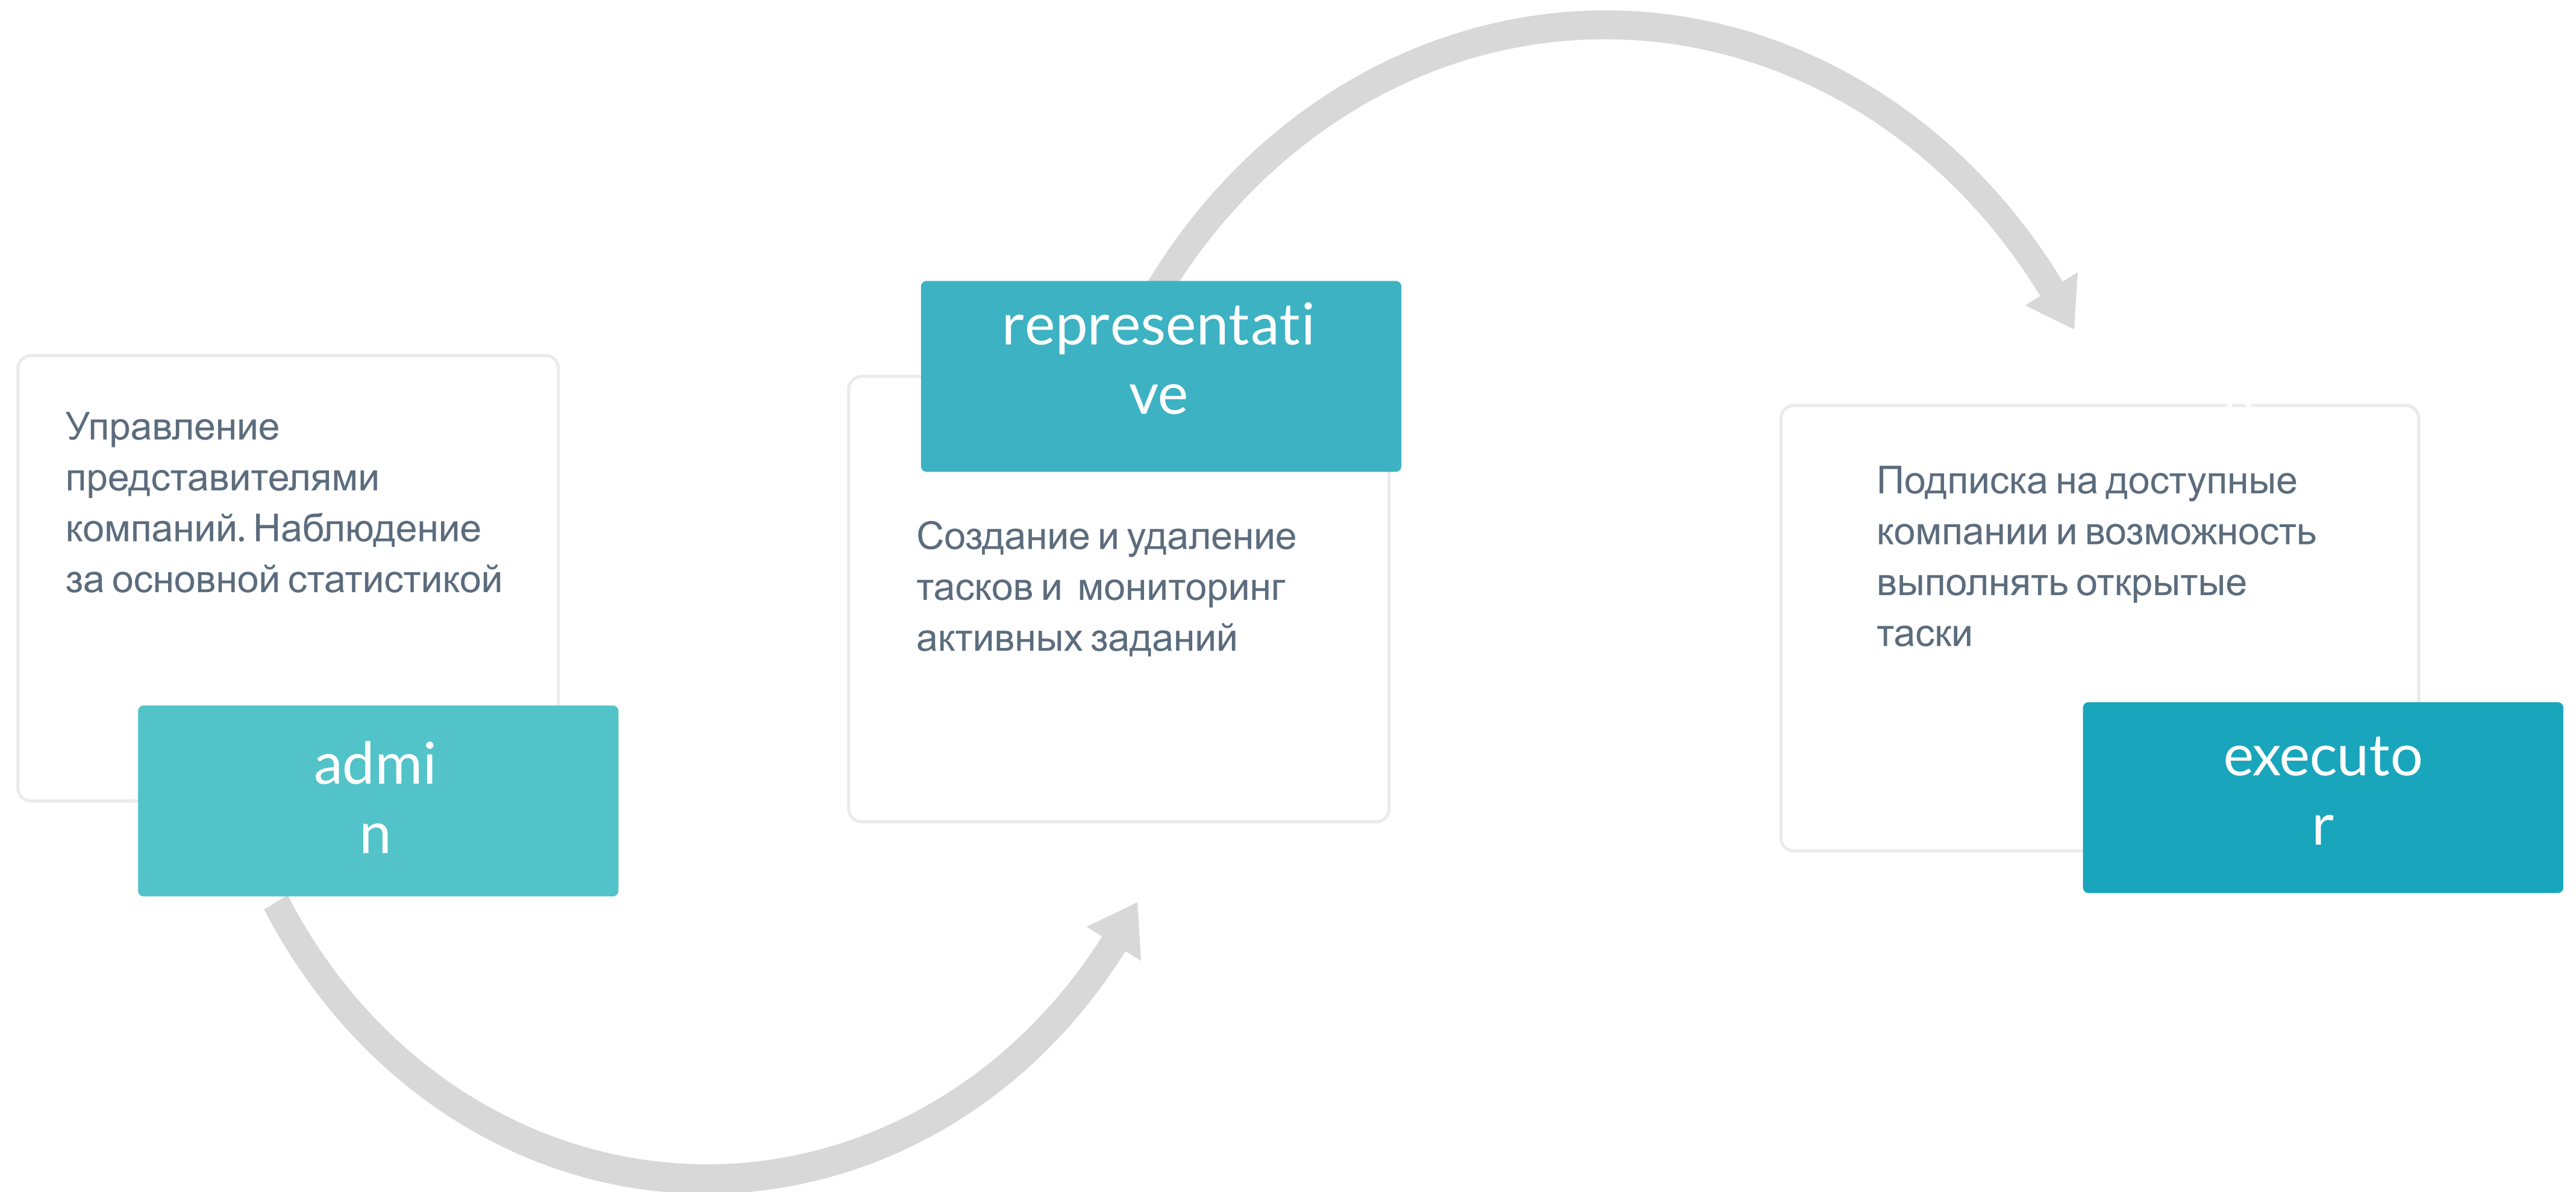 Управление
представителями
компаний. Наблюдение
за основной статистикой
admi
n
representati
ve
Создание и удаление
тасков и  мониторинг
активных заданий
Подписка на доступные
компании и возможность
выполнять открытые
таски
executo
r